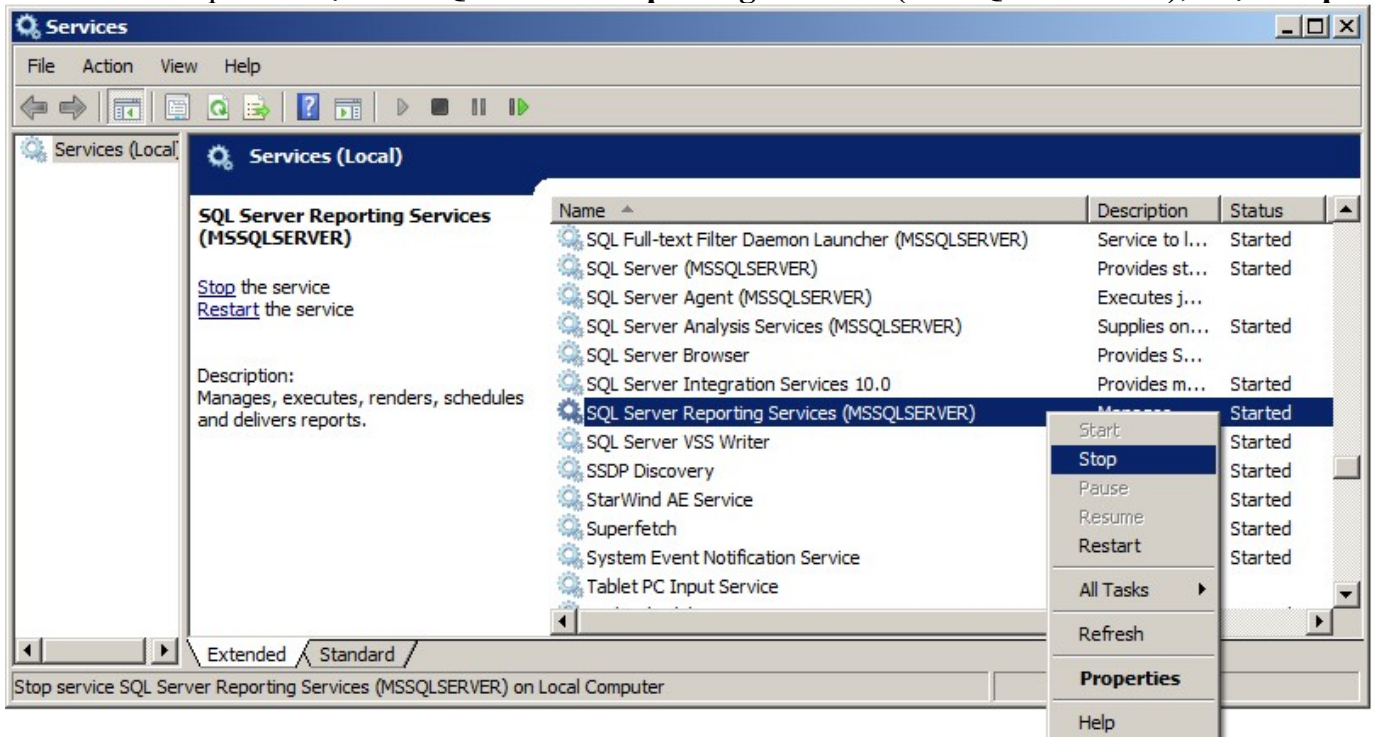 Services
File Action View Help
Services (Local)
Services (Local
SQL Server Reporting Services
(MSSQLSERVER)
Stop the service
Restart the service
Description:
Manages, executes, renders, schedules
and delivers reports.
Name Description Status
SQL Full-text Filter Daemon Launcher (MSSQLSERVER) Service to l... Started
SQL Server (MSSQLSERVER) Provides st... Started
SQL Server Agent (MSSQLSERVER) Executes j...
SQL Server Analysis Services (MSSQLSERVER) Supplies on... Started
SQL Server Browser Provides S...
SQL Server Integration Services 10.0 Provides m... Started
SQL Server Reporting Services (MSSQLSERVER) Started
SQL Server VSS Writer Started
SSDP Discovery Started
StarWind AE Service Started
Superfetch Started
System Event Notification Service Started
Tablet PC Input Service
Start
Stop
Pause
Resume
Restart
All Tasks
Refresh
Properties
Help
Extended Standard
Stop service SQL Server Reporting Services (MSSQLSERVER) on Local Computer